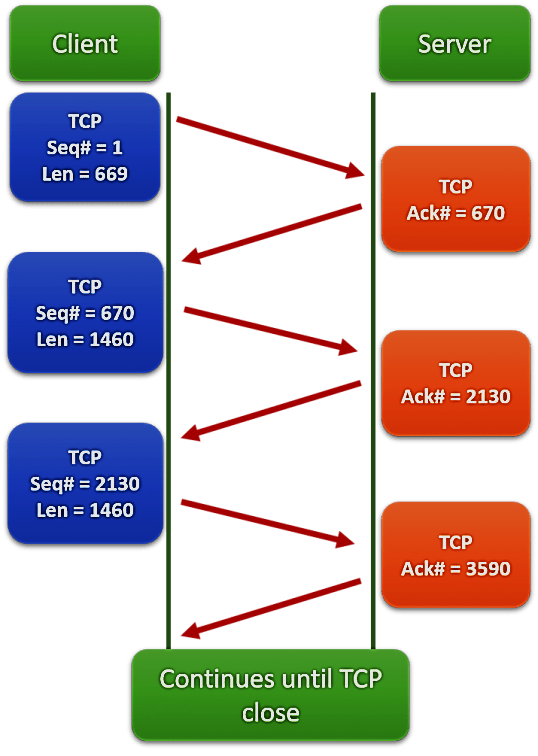 Client
Server
TCP
Seq# = 1
Len = 669
TCP
Ack# = 670
TCP
Seq# = 670
Len = 1460
TCP
Ack# = 2130
TCP
Seq# = 2130
Len = 1460
TCP
Ack# = 3590
Continues until TCP
close